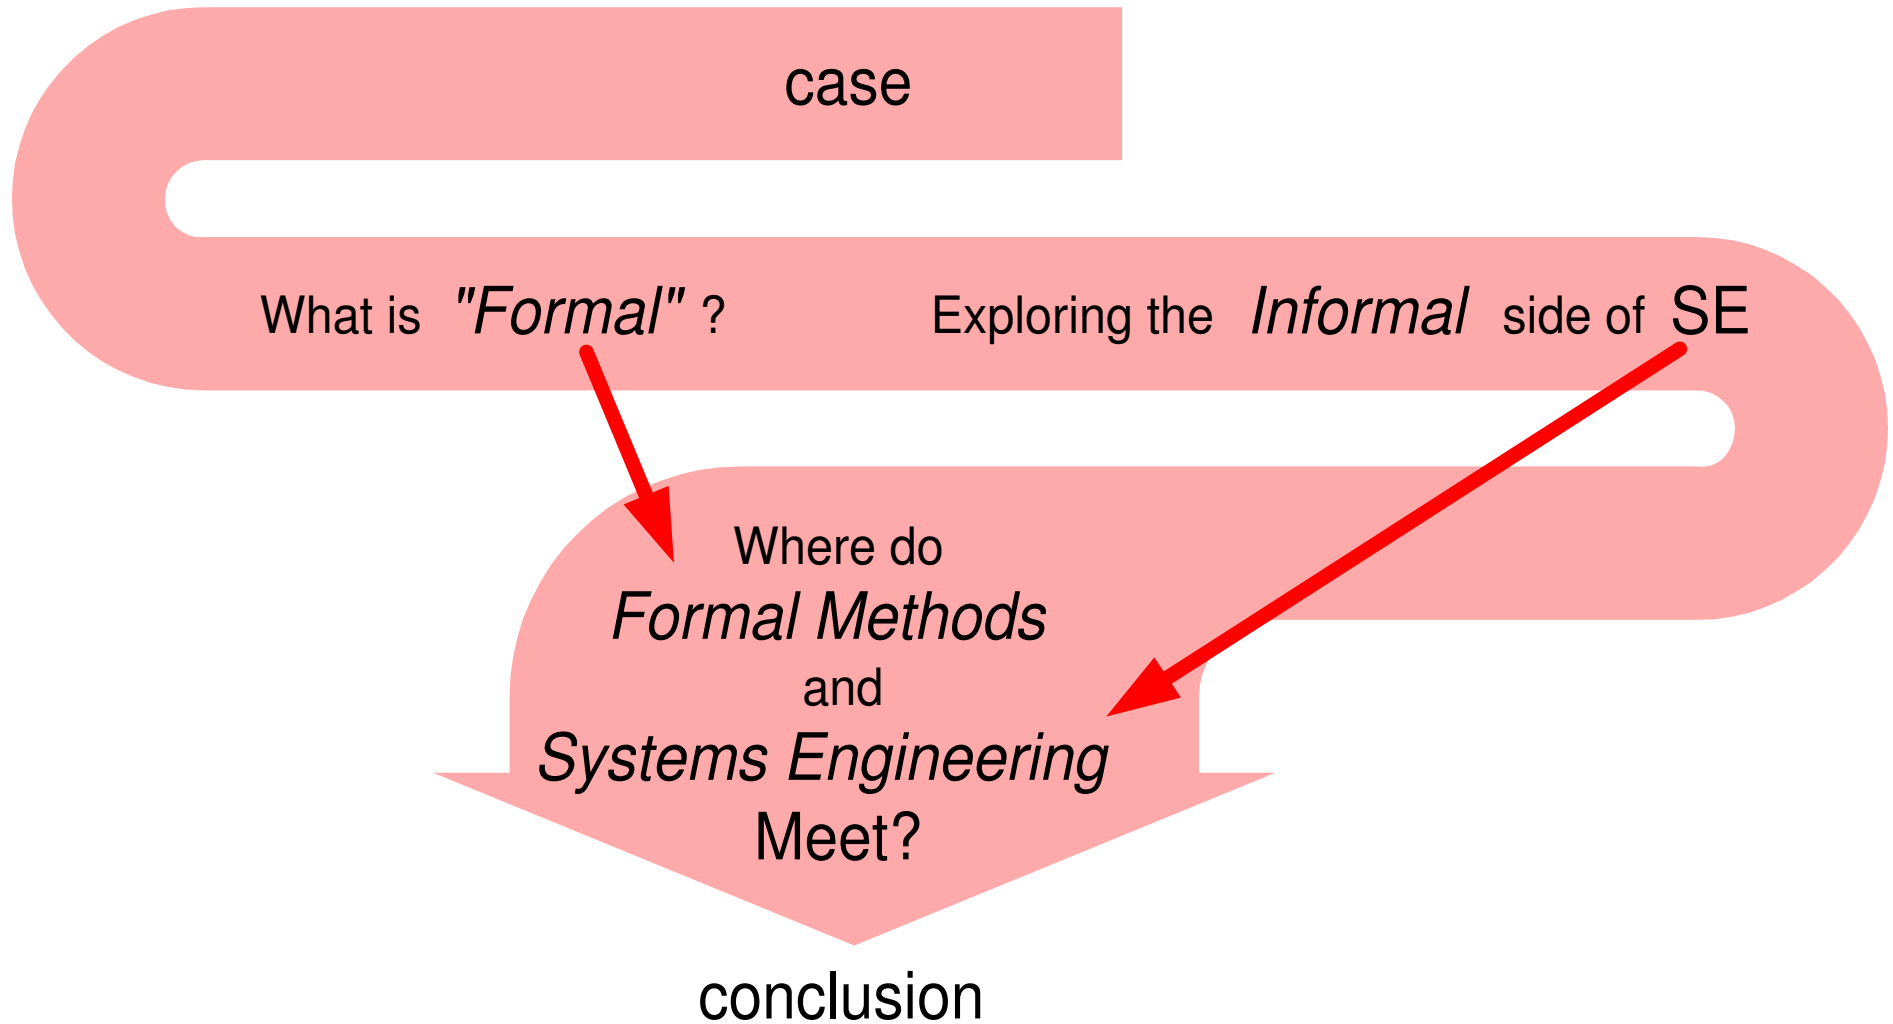 case
What is "Formal" ? Exploring the Informal side of SE
Where do
Formal Methods
and
Systems Engineering
Meet?
conclusion